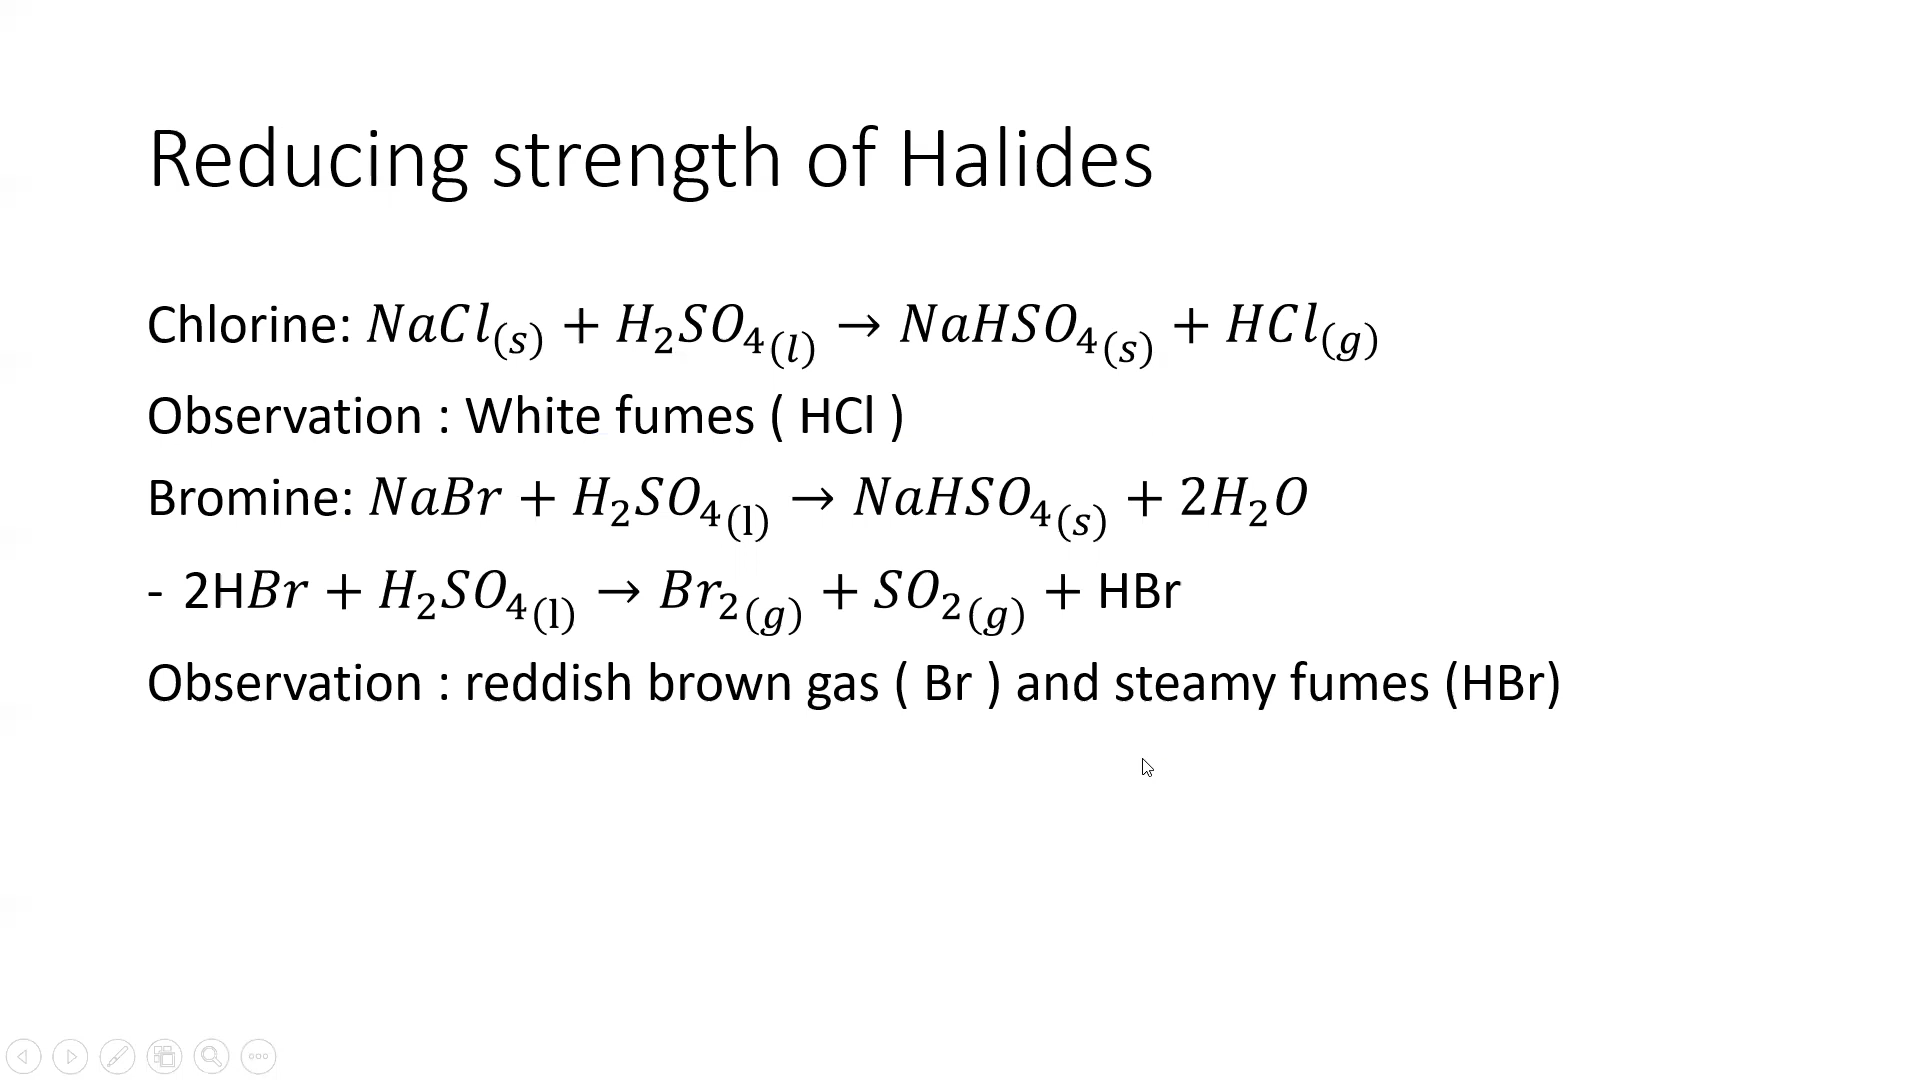 Reducing strength of Halides
Chlorine: NaCl(s) + H₂SO₄(l) → NaHSO₄(s) + HCl(g)
Observation : White fumes ( HCl )
Bromine: NaBr + H₂SO₄(l) → NaHSO₄(s) + 2H₂O
- 2HBr + H₂SO₄(l) → Br₂(g) + SO₂(g) + HBr
Observation : reddish brown gas ( Br ) and steamy fumes (HBr)